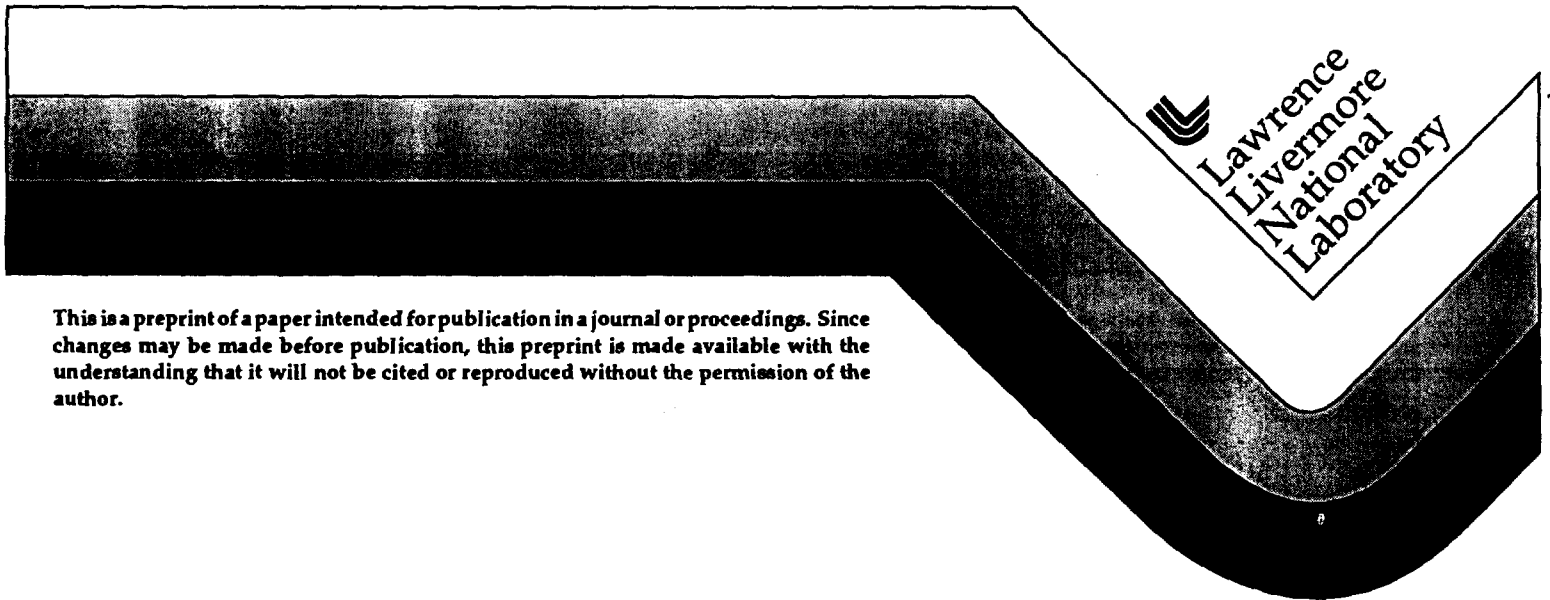 Lawrence
Livermore
National
Laboratory
This is a preprint of a paper intended for publication in a journal or proceedings. Since
changes may be made before publication, this preprint is made available with the
understanding that it will not be cited or reproduced without the permission of the
author.